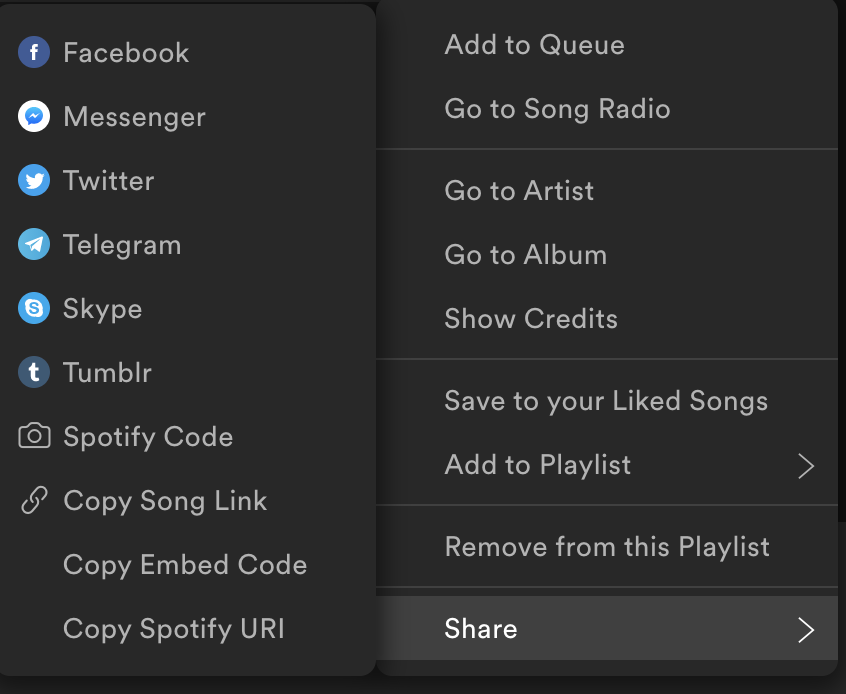 Facebook
Messenger
Twitter
Telegram
Skype
Tumblr
Spotify Code
Copy Song Link
Copy Embed Code
Copy Spotify URI
Add to Queue
Go to Song Radio
Go to Artist
Go to Album
Show Credits
Save to your Liked Songs
Add to Playlist
Remove from this Playlist
Share